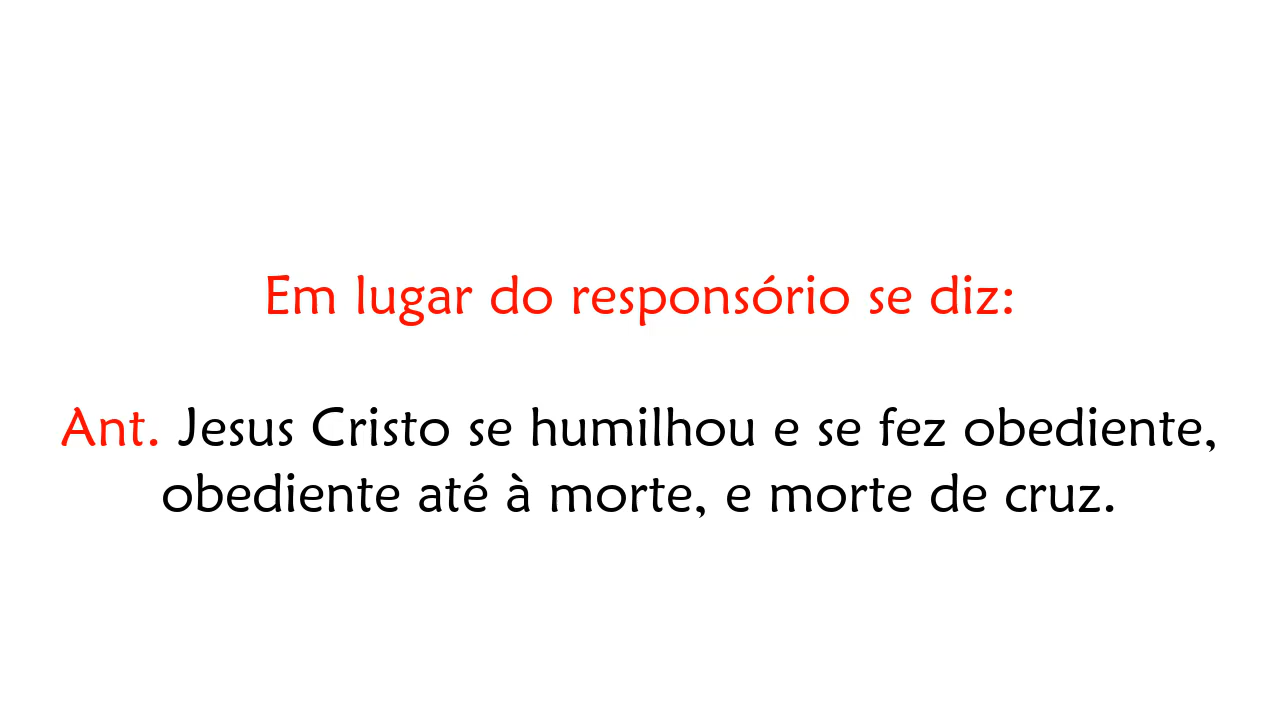 Em lugar do responsório se diz:
Ant. Jesus Cristo se humilhou e se fez obediente,
obediente até à morte, e morte de cruz.